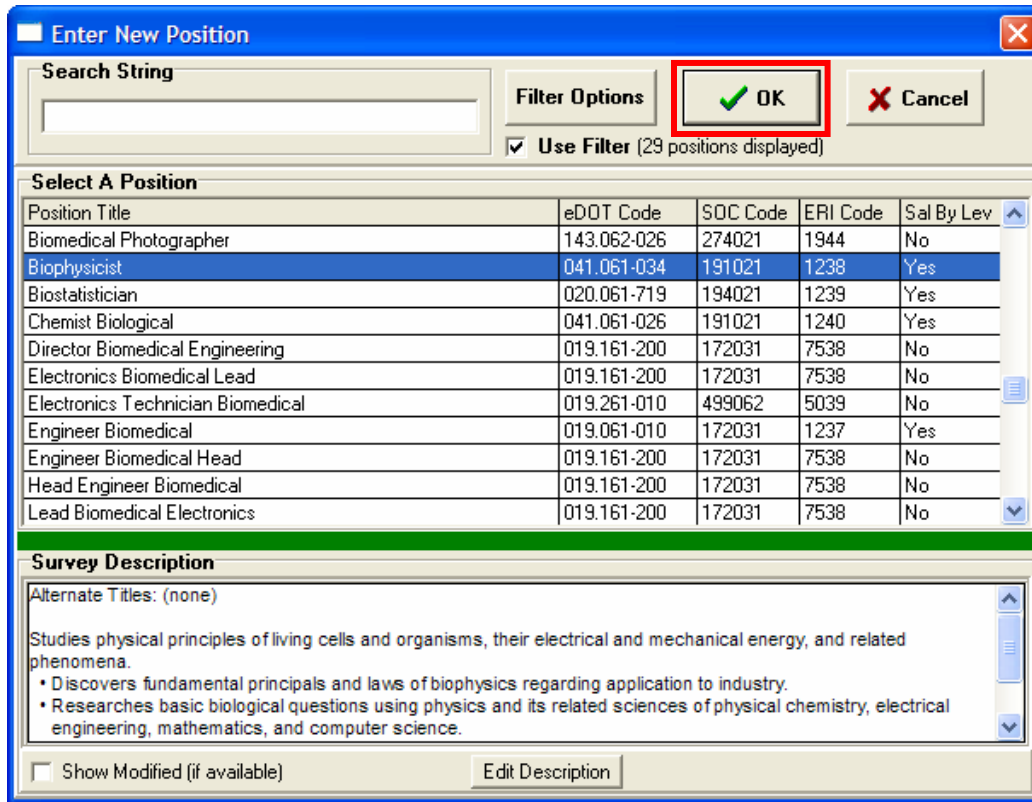 Enter New Position
Search String
Filter Options
OK
Cancel
Use Filter (29 positions displayed)
Select A Position
Position Title eDOT Code SOC Code ERI Code Sal By Lev
Biomedical Photographer 143.062-026 274021 1944 No
Biophysicist 041.061-034 191021 1238 Yes
Biostatistician 020.061-719 194021 1239 Yes
Chemist Biological 041.061-026 191021 1240 Yes
Director Biomedical Engineering 019.161-200 172031 7538 No
Electronics Biomedical Lead 019.161-200 172031 7538 No
Electronics Technician Biomedical 019.261-010 499062 5039 No
Engineer Biomedical 019.061-010 172031 1237 Yes
Engineer Biomedical Head 019.161-200 172031 7538 No
Head Engineer Biomedical 019.161-200 172031 7538 No
Lead Biomedical Electronics 019.161-200 172031 7538 No
Survey Description
Alternate Titles: (none)
Studies physical principles of living cells and organisms, their electrical and mechanical energy, and related
phenomena.
• Discovers fundamental principals and laws of biophysics regarding application to industry.
• Researches basic biological questions using physics and its related sciences of physical chemistry, electrical
engineering, mathematics, and computer science.
Show Modified (if available)
Edit Description